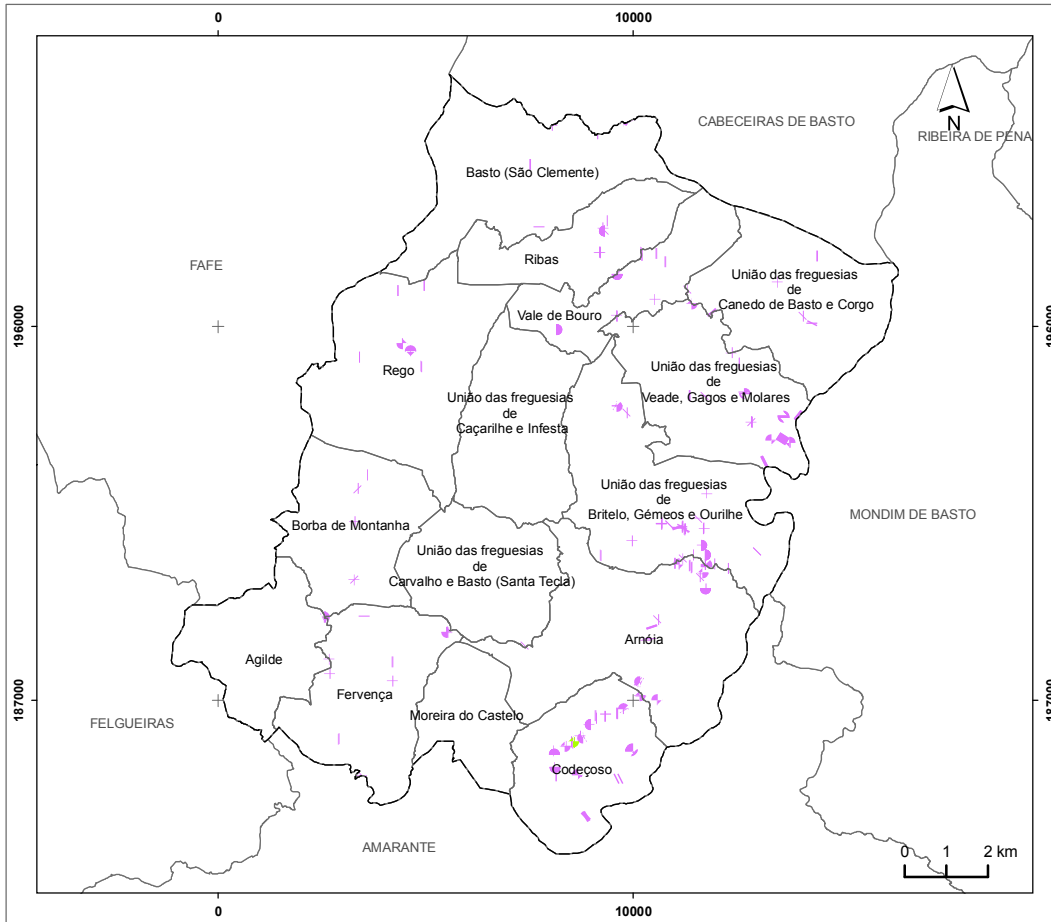 0
10000
CABECEIRAS DE BASTO
N
RIBEIRA DE PENA
Basto (São Clemente)
FAFE
Ribas
União das freguesias
de
Canedo de Basto e Corgo
Vale de Bouro
196000
196000
Rego
União das freguesias
de
Veade, Gagos e Molares
União das freguesias
de
Caçarilhe e Infesta
União das freguesias
de
Britelo, Gémeos e Ourilhe
MONDIM DE BASTO
Borba de Montanha
União das freguesias
de
Carvalho e Basto (Santa Tecla)
Arnóia
Agilde
Fervença
187000
187000
Moreira do Castelo
FELGUEIRAS
Codeçoso
AMARANTE
0 1 2 km
0
10000